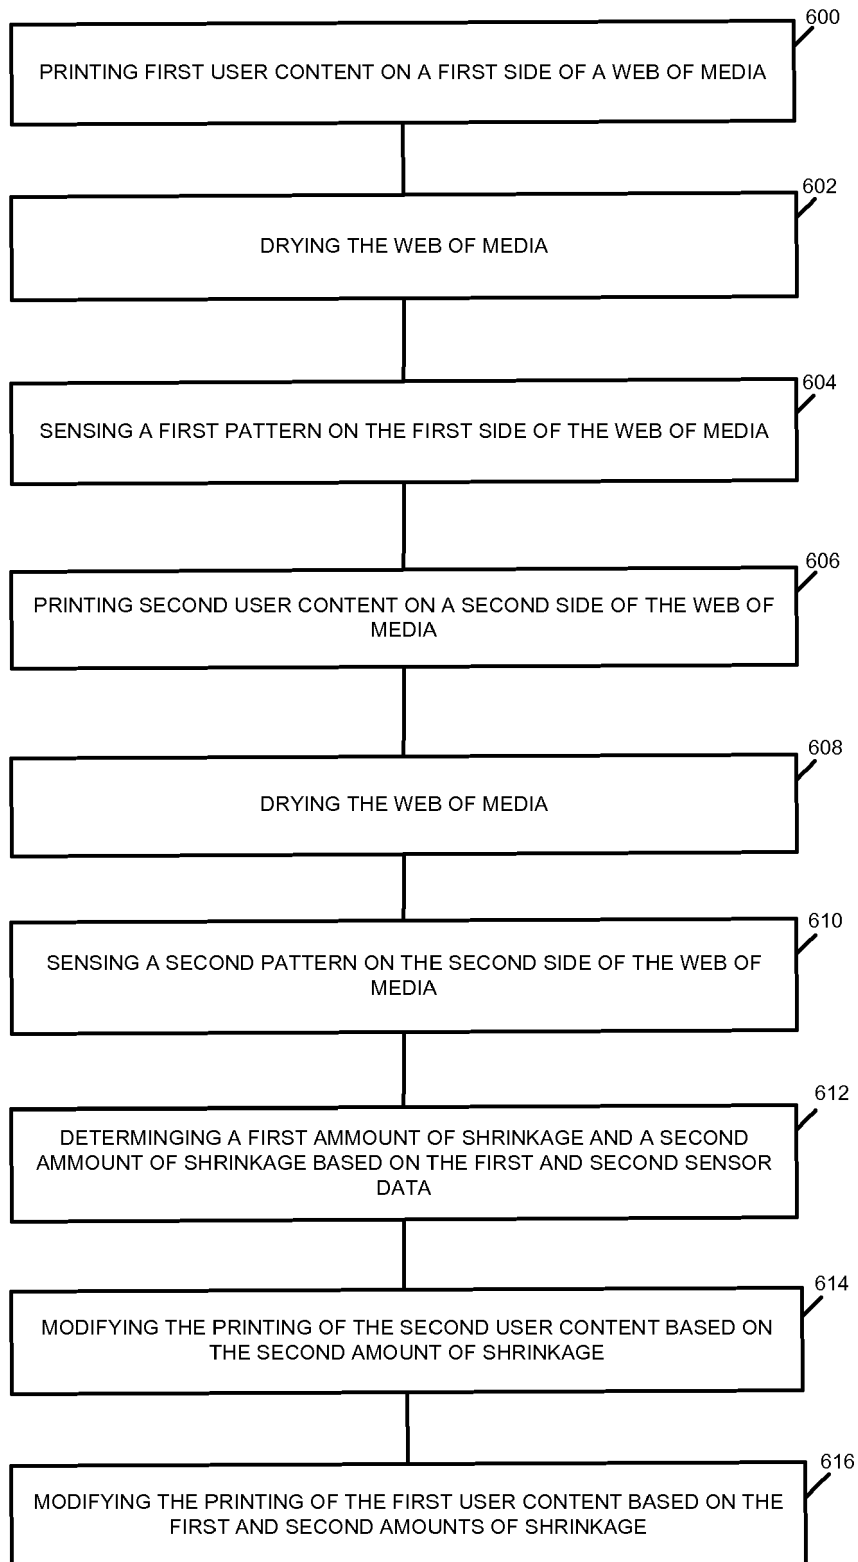 600
PRINTING FIRST USER CONTENT ON A FIRST SIDE OF A WEB OF MEDIA
602
DRYING THE WEB OF MEDIA
604
SENSING A FIRST PATTERN ON THE FIRST SIDE OF THE WEB OF MEDIA
606
PRINTING SECOND USER CONTENT ON A SECOND SIDE OF THE WEB OF
MEDIA
608
DRYING THE WEB OF MEDIA
610
SENSING A SECOND PATTERN ON THE SECOND SIDE OF THE WEB OF
MEDIA
612
DETERMINGING A FIRST AMMOUNT OF SHRINKAGE AND A SECOND
AMMOUNT OF SHRINKAGE BASED ON THE FIRST AND SECOND SENSOR
DATA
614
MODIFYING THE PRINTING OF THE SECOND USER CONTENT BASED ON
THE SECOND AMOUNT OF SHRINKAGE
616
MODIFYING THE PRINTING OF THE FIRST USER CONTENT BASED ON THE
FIRST AND SECOND AMOUNTS OF SHRINKAGE